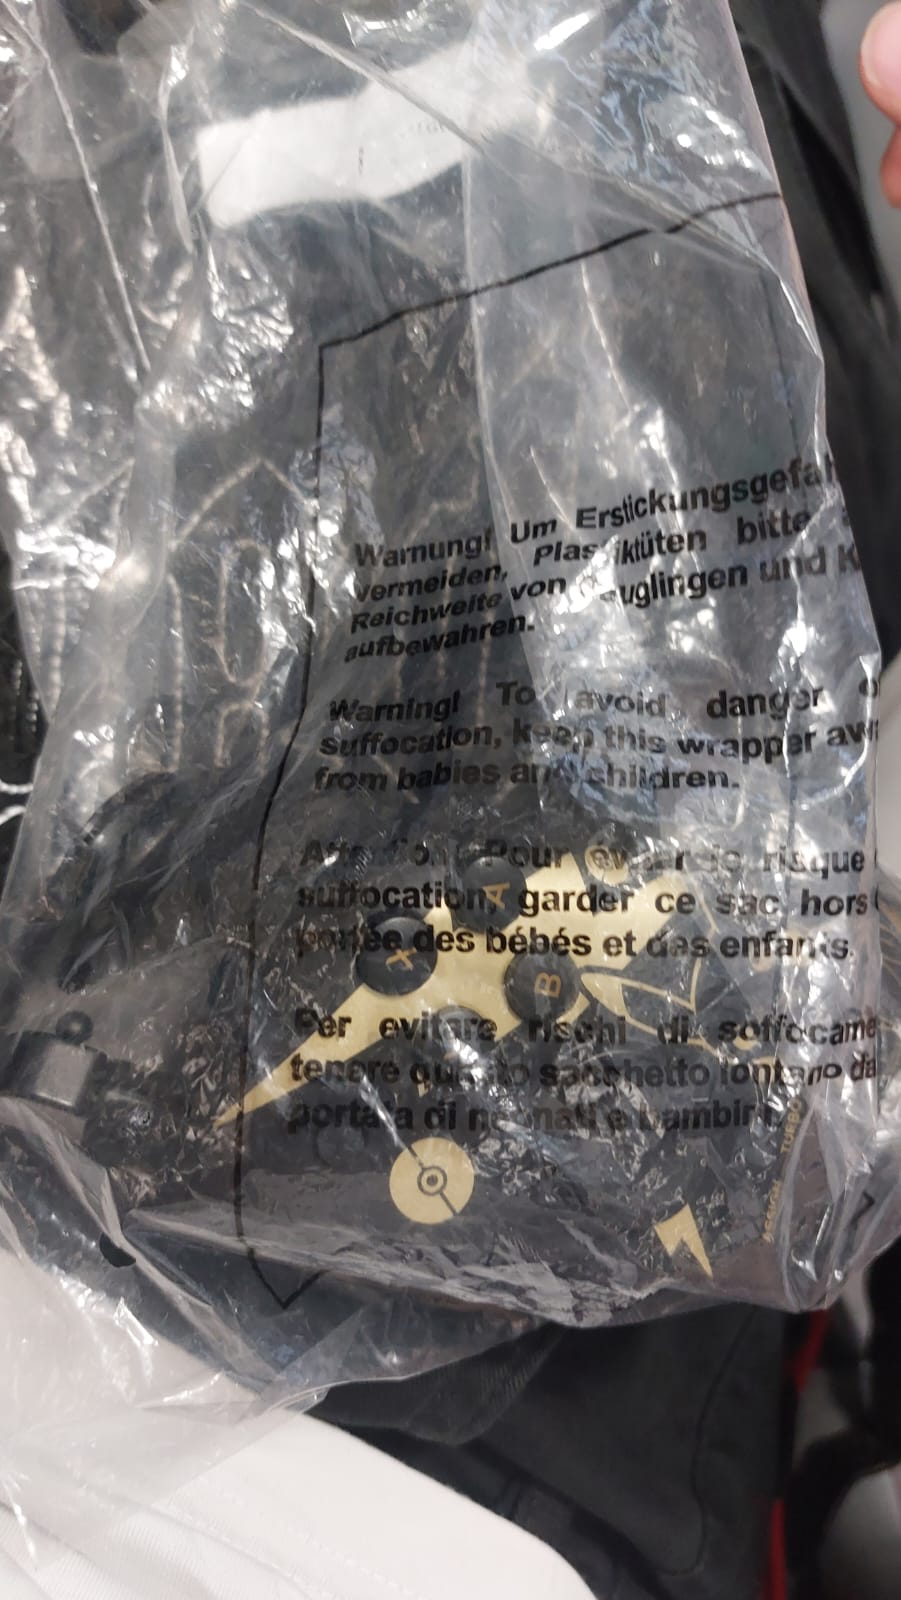 Warnung! Um Erstickungsgefah
vermeiden, Plastiktüten bitte
Reichweite von Säuglingen und K
aufbewahren.
Warning! To avoid danger o
suffocation, keep this wrapper aw
from babies and children.
Attention! Pour éviter le risque
suffocation, garder ce sac hors
portée des bébés et des enfants.
Per evitare rischi di soffocame
tenere questo sacchetto lontano da
portata di neonati e bambini.
A
X
B
TURBO